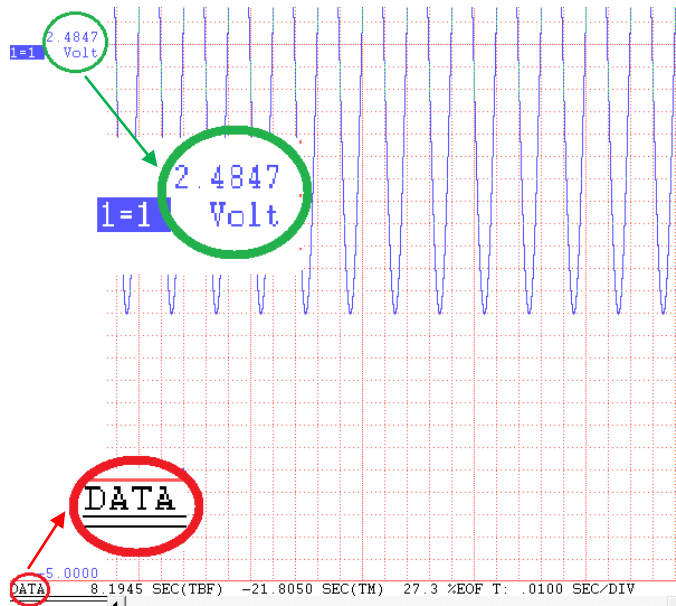 2.4847
1=1 Volt
2.4847
1=1 Volt
DATA
-5.0000
DATA 8.1945 SEC(TBF) -21.8050 SEC(TM) 27.3 %EOF T: .0100 SEC/DIV